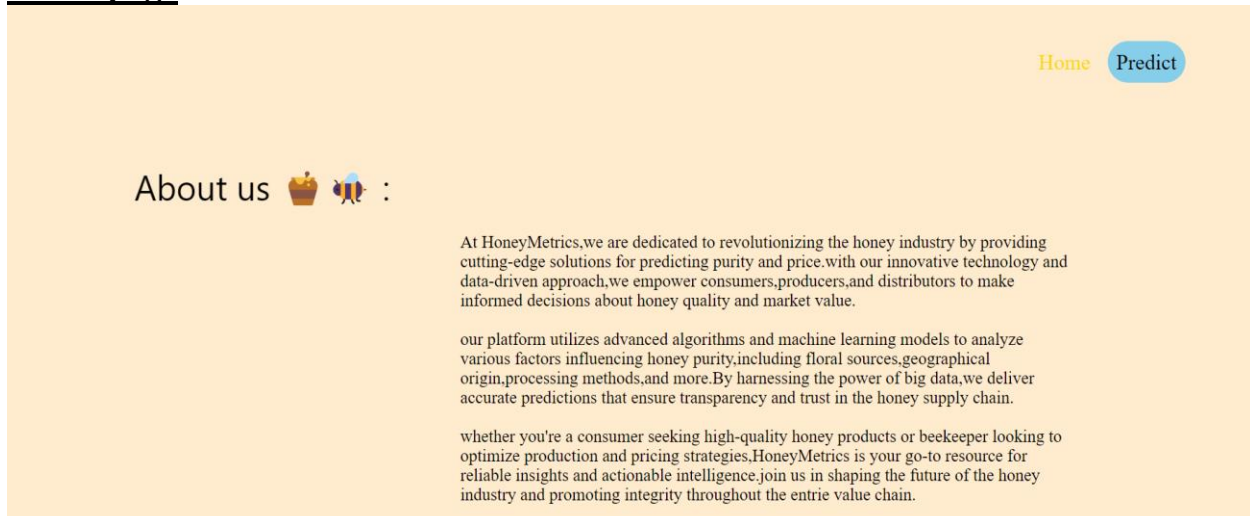 Home Predict
About us :
At HoneyMetrics,we are dedicated to revolutionizing the honey industry by providing
cutting-edge solutions for predicting purity and price.with our innovative technology and
data-driven approach,we empower consumers,producers,and distributors to make
informed decisions about honey quality and market value.
our platform utilizes advanced algorithms and machine learning models to analyze
various factors influencing honey purity,including floral sources,geographical
origin,processing methods,and more.By harnessing the power of big data,we deliver
accurate predictions that ensure transparency and trust in the honey supply chain.
whether you're a consumer seeking high-quality honey products or beekeeper looking to
optimize production and pricing strategies,HoneyMetrics is your go-to resource for
reliable insights and actionable intelligence.join us in shaping the future of the honey
industry and promoting integrity throughout the entrie value chain.